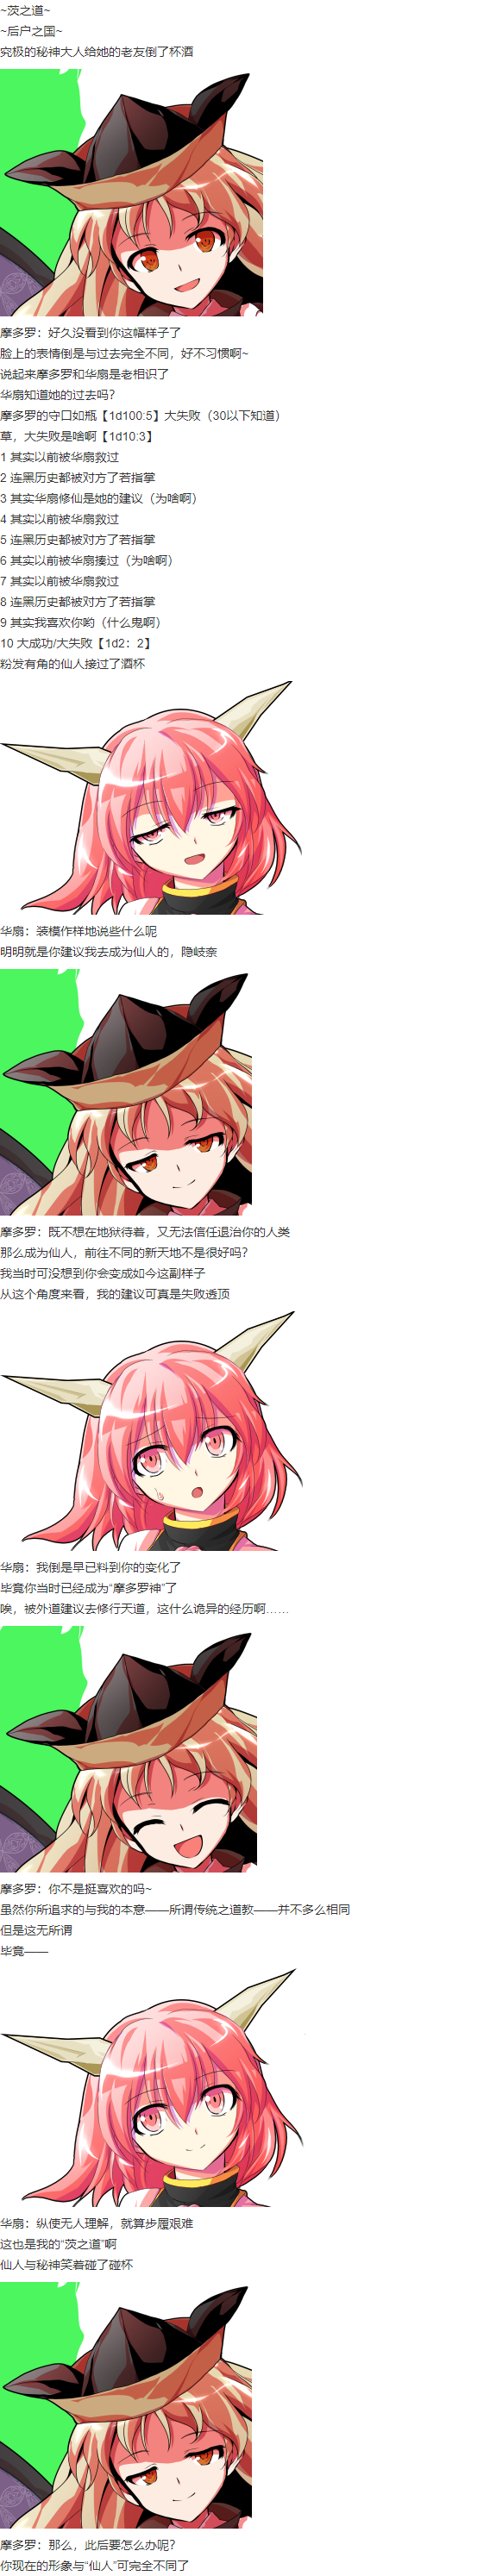 ~茨之道~
~后户之国~
究极的秘神大人给她的老友倒了杯酒
摩多罗：好久没看到你这幅样子了
脸上的表情倒是与过去完全不同，好不习惯啊~
说起来摩多罗和华扇是老相识了
华扇知道她的过去吗?
摩多罗的守口如瓶【1d100:5】大失败（30以下知道）
草，大失败是啥啊【1d10:3】
1 其实以前被华扇救过
2 连黑历史都被对方了若指掌
3 其实华扇修仙是她的建议（为啥啊）
4 其实以前被华扇救过
5 连黑历史都被对方了若指掌
6 其实以前被华扇揍过（为啥啊）
7 其实以前被华扇救过
8 连黑历史都被对方了若指掌
9 其实我喜欢你哟（什么鬼啊）
10 大成功/大失败【1d2：2】
粉发有角的仙人接过了酒杯
华扇：装模作样地说些什么呢
明明就是你建议我去成为仙人的，隐岐奈
摩多罗：既不想在地狱待着，又无法信任退治你的人类
那么成为仙人，前往不同的新天地不是很好吗?
我当时可没想到你会变成如今这副样子
从这个角度来看，我的建议可真是失败透顶
华扇：我倒是早已料到你的变化了
毕竟你当时已经成为“摩多罗神”了
唉，被外道建议去修行天道，这什么诡异的经历啊……
摩多罗：你不是挺喜欢的吗~
虽然你所追求的与我的本意——所谓传统之道教——并不多么相同
但是这无所谓
毕竟——
华扇：纵使无人理解，就算步履艰难
这也是我的“茨之道”啊
仙人与秘神笑着碰了碰杯
摩多罗：那么，此后要怎么办呢?
你现在的形象与“仙人”可完全不同了